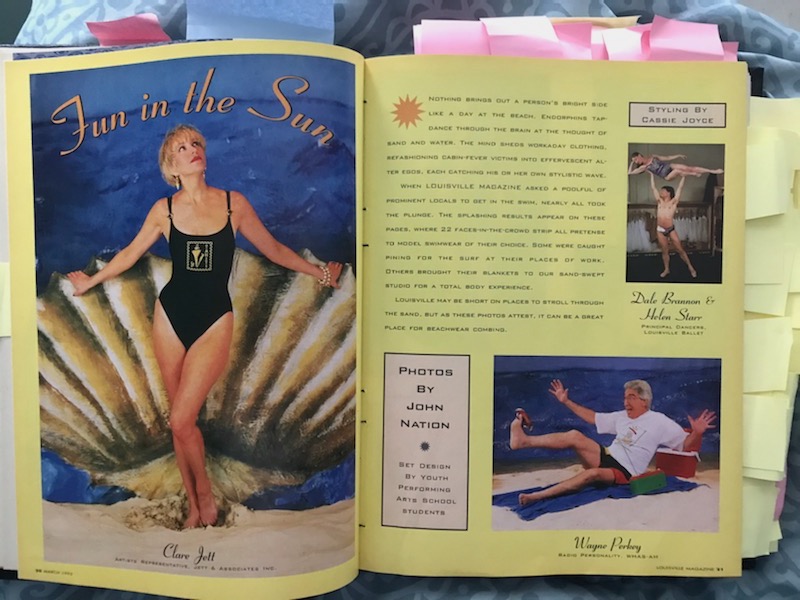 Fun in the Sun
Clare Jett
Artists Representative, Jett & Associates Inc.
NOTHING BRINGS OUT A PERSON'S BRIGHT SIDE
LIKE A DAY AT THE BEACH. ENDORPHINS TAP-
DANCE THROUGH THE BRAIN AT THE THOUGHT OF
SAND AND WATER. THE MIND SHEDS WORKADAY CLOTHING,
REFASHIONING CABIN-FEVER VICTIMS INTO EFFERVESCENT AL-
TER EGOS, EACH CATCHING HIS OR HER OWN STYLISTIC WAVE.
WHEN LOUISVILLE MAGAZINE ASKED A POOLFUL OF
PROMINENT LOCALS TO GET IN THE SWIM, NEARLY ALL TOOK
THE PLUNGE. THE SPLASHING RESULTS APPEAR ON THESE
PAGES, WHERE 22 FACES-IN-THE-CROWD STRIP ALL PRETENSE
TO MODEL SWIMWEAR OF THEIR CHOICE. SOME WERE CAUGHT
PINING FOR THE SURF AT THEIR PLACES OF WORK.
OTHERS BROUGHT THEIR BLANKETS TO OUR SAND-SWEPT
STUDIO FOR A TOTAL BODY EXPERIENCE.
LOUISVILLE MAY BE SHORT ON PLACES TO STROLL THROUGH
THE SAND, BUT AS THESE PHOTOS ATTEST, IT CAN BE A GREAT
PLACE FOR BEACHWEAR COMBING.
STYLING BY
CASSIE JOYCE
Dale Brannon &
Helen Starr
PRINCIPAL DANCERS,
LOUISVILLE BALLET
PHOTOS
BY
JOHN
NATION
SET DESIGN
BY YOUTH
PERFORMING
ARTS SCHOOL
STUDENTS
Wayne Perkey
RADIO PERSONALITY, WHAS-AM
LOUISVILLE MAGAZINE 31